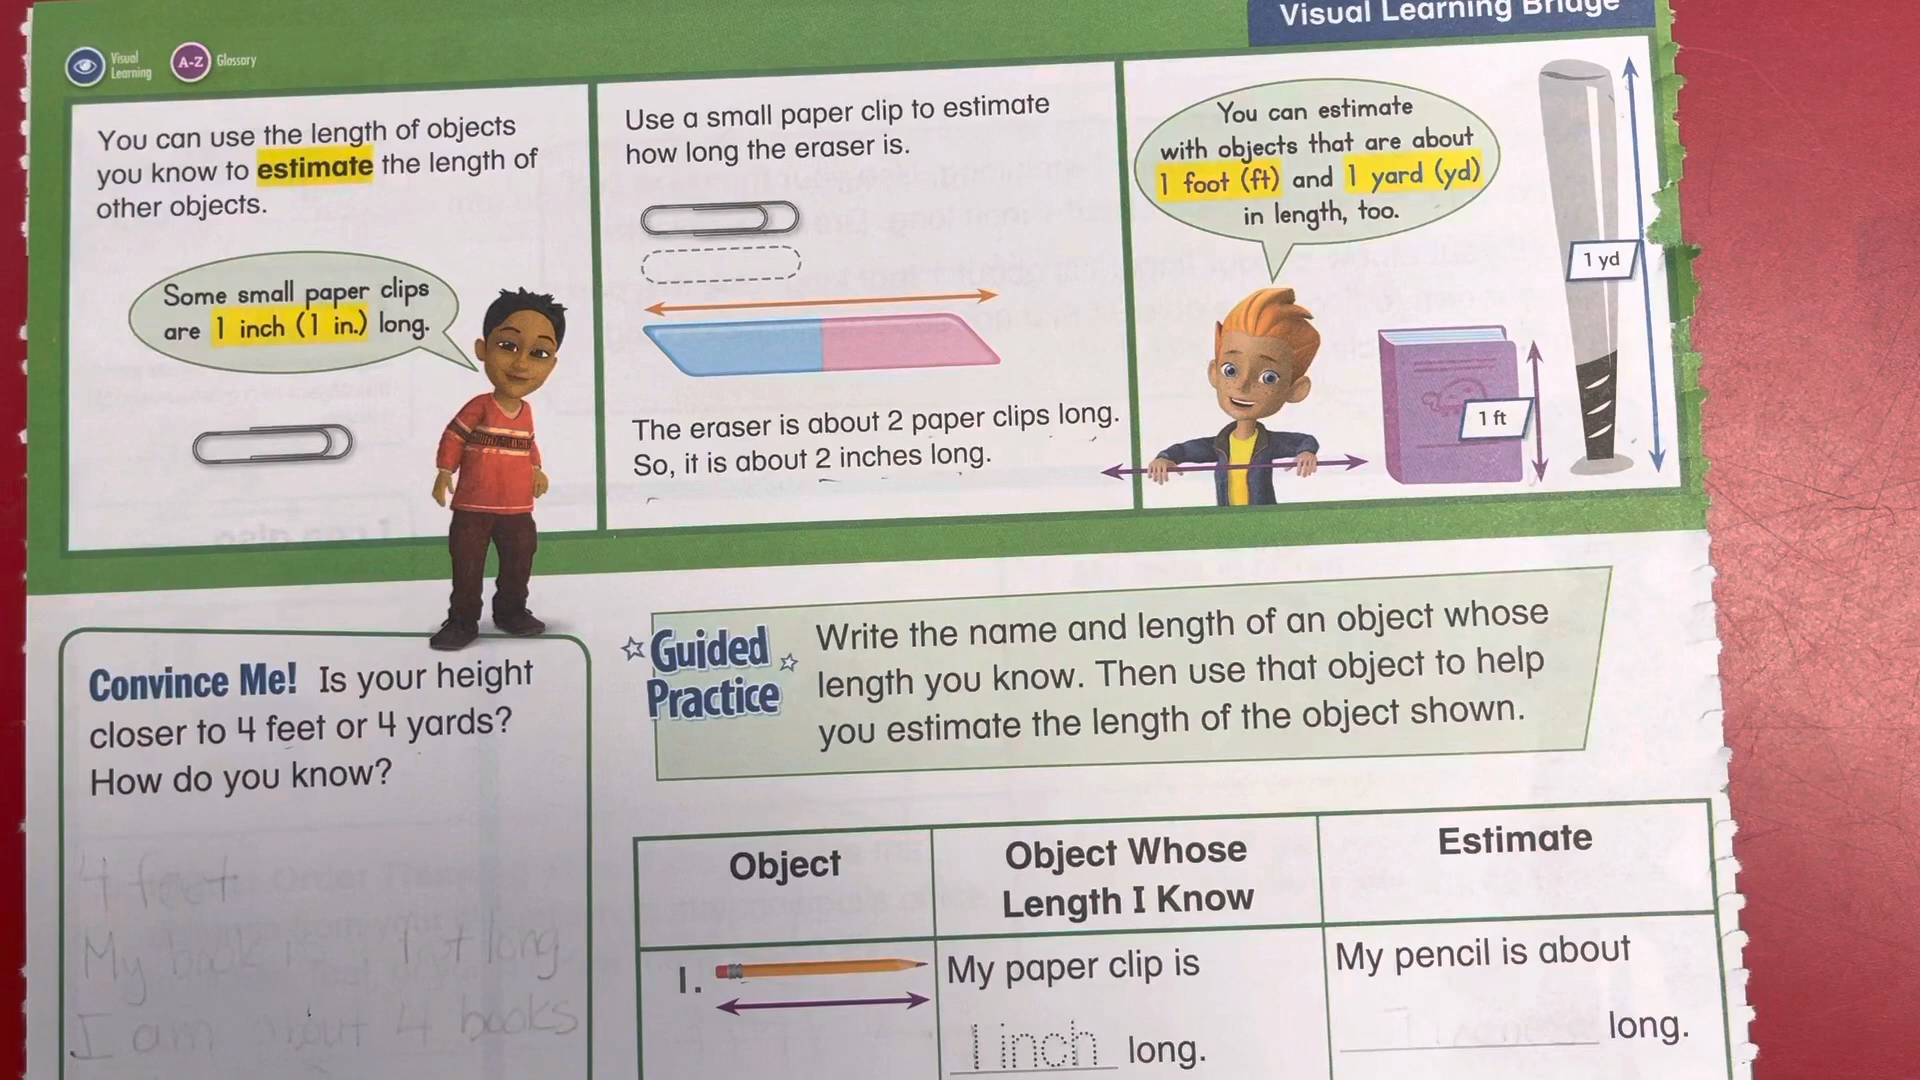 Visual Learning Bridge
Visual
Learning
A-Z
Glossary
You can use the length of objects
you know to estimate the length of
other objects.
Some small paper clips
are 1 inch (1 in.) long.
Use a small paper clip to estimate
how long the eraser is.
The eraser is about 2 paper clips long.
So, it is about 2 inches long.
You can estimate
with objects that are about
1 foot (ft) and 1 yard (yd)
in length, too.
1 yd
1 ft
Convince Me! Is your height
closer to 4 feet or 4 yards?
How do you know?
4 feet
My book is long
I am about 4 books
Guided
Practice
Write the name and length of an object whose
length you know. Then use that object to help
you estimate the length of the object shown.
Object
Object Whose
Length I Know
Estimate
1.
My paper clip is
1 inch long.
My pencil is about
long.